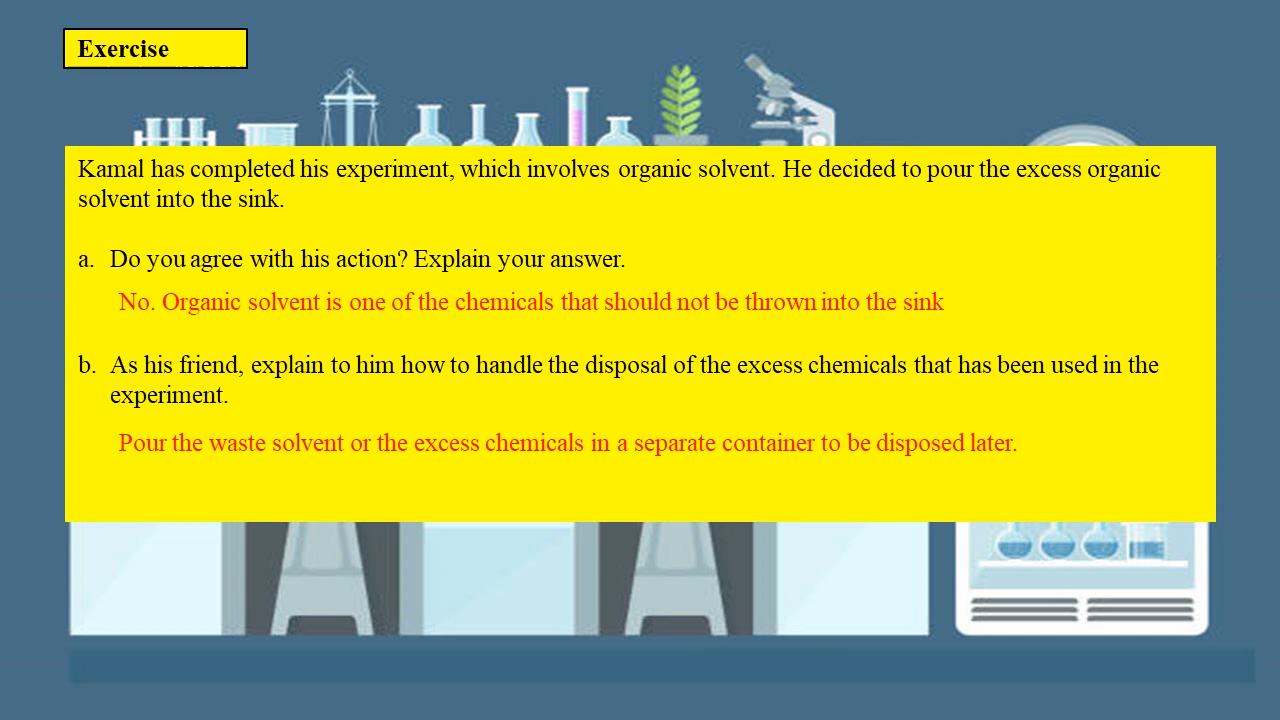 Exercise
Kamal has completed his experiment, which involves organic solvent. He decided to pour the excess organic
solvent into the sink.
a. Do you agree with his action? Explain your answer.
No. Organic solvent is one of the chemicals that should not be thrown into the sink
b. As his friend, explain to him how to handle the disposal of the excess chemicals that has been used in the
experiment.
Pour the waste solvent or the excess chemicals in a separate container to be disposed later.